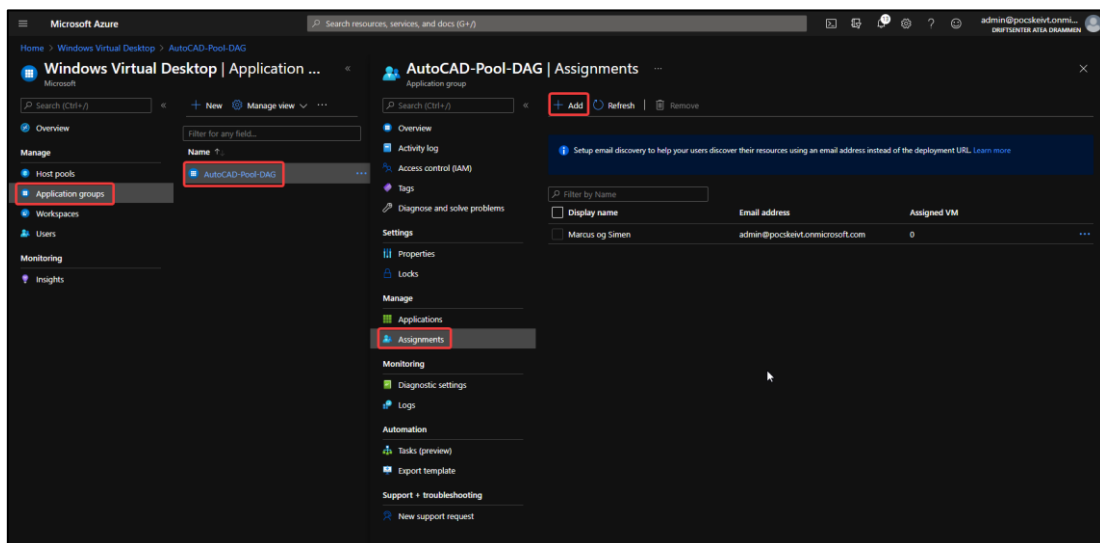 Microsoft Azure
Search resources, services, and docs (G+/)
admin@pocskeivt.onmi...
DRIFTSENTER ATEA DRAMMEN
Home > Windows Virtual Desktop > AutoCAD-Pool-DAG
Windows Virtual Desktop | Application ...
Microsoft
Search (Ctrl+/)
Overview
Manage
Host pools
Application groups
Workspaces
Users
Monitoring
Insights
+ New Manage view ...
Filter for any field...
Name ↑↓
AutoCAD-Pool-DAG ...
AutoCAD-Pool-DAG | Assignments ...
Application group
Search (Ctrl+/)
Overview
Activity log
Access control (IAM)
Tags
Diagnose and solve problems
Settings
Properties
Locks
Manage
Applications
Assignments
Monitoring
Diagnostic settings
Logs
Automation
Tasks (preview)
Export template
Support + troubleshooting
New support request
+ Add Refresh | Remove
Setup email discovery to help your users discover their resources using an email address instead of the deployment URL. Learn more
Filter by Name
Display name Email address Assigned VM
Marcus og Simen admin@pocskeivt.onmicrosoft.com 0 ...